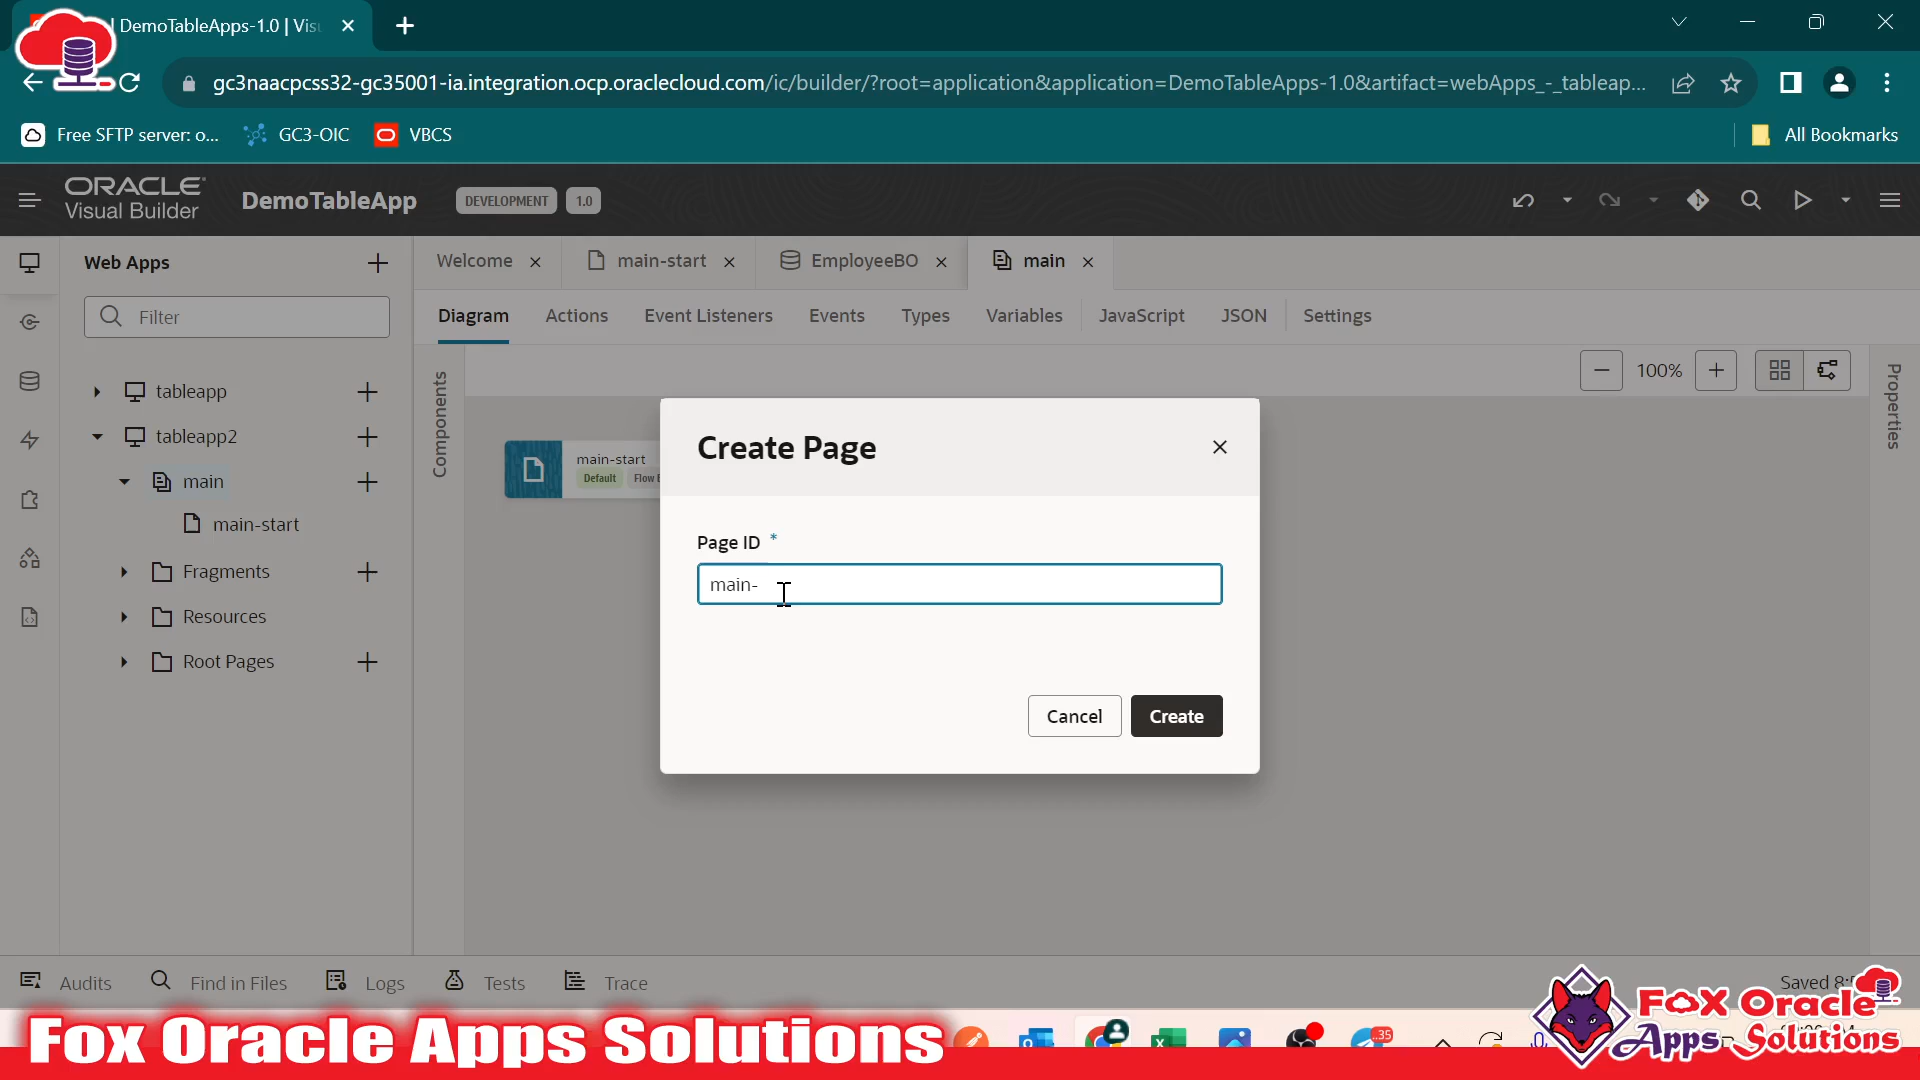 DemoTableApps-1.0 | Vis
gc3naacpcss32-gc35001-ia.integration.ocp.oraclecloud.com/ic/builder/?root=application&application=DemoTableApps-1.0&artifact=webApps_-_tableap...
Free SFTP server: o...
GC3-OIC
VBCS
All Bookmarks
ORACLE
Visual Builder
DemoTableApp
DEVELOPMENT
1.0
Web Apps
Welcome
main-start
EmployeeBO
main
Filter
Diagram
Actions
Event Listeners
Events
Types
Variables
JavaScript
JSON
Settings
100%
Components
Properties
tableapp
tableapp2
main
main-start
Fragments
Resources
Root Pages
main-start
Default
Flow
Create Page
Page ID *
main-
Cancel
Create
Audits
Find in Files
Logs
Tests
Trace
Saved
35
Fox Oracle Apps Solutions
Fox Oracle
Apps Solutions